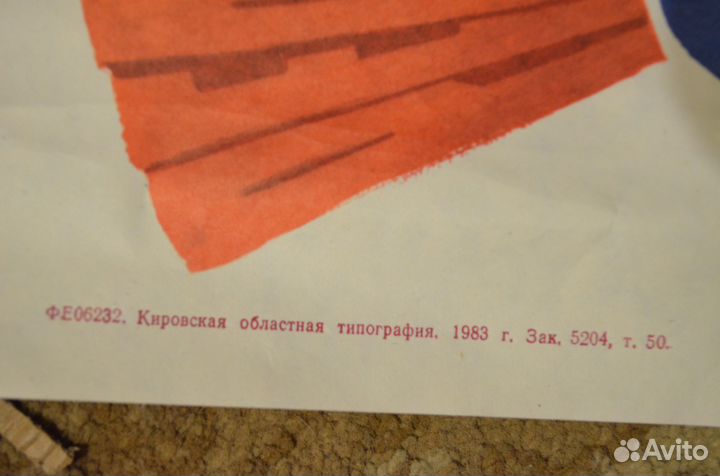 ФЕ06232. Кировская областная типография. 1983 г. Зак. 5204, т. 50.
Avito